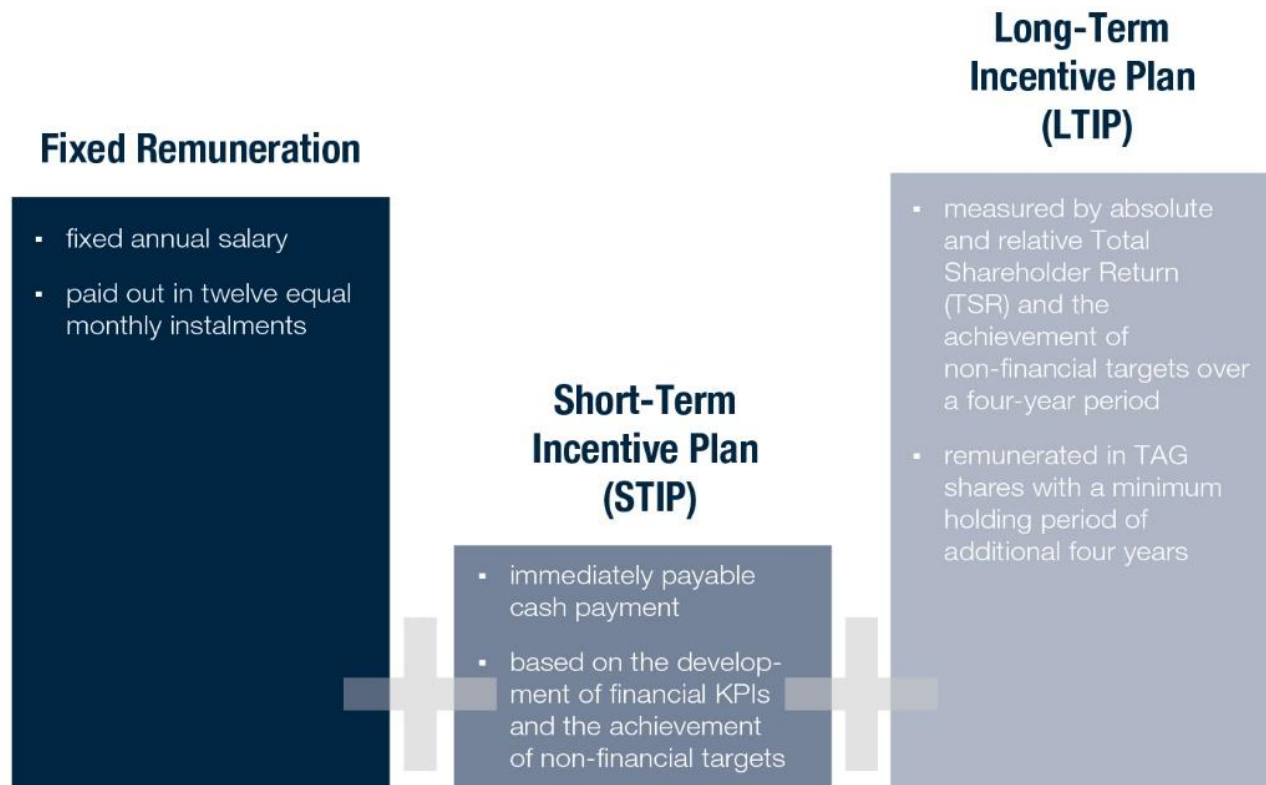 Fixed Remuneration
▪ fixed annual salary
▪ paid out in twelve equal
monthly instalments
Short-Term
Incentive Plan
(STIP)
▪ immediately payable
cash payment
▪ based on the develop-
ment of financial KPIs
and the achievement
of non-financial targets
Long-Term
Incentive Plan
(LTIP)
▪ measured by absolute
and relative Total
Shareholder Return
(TSR) and the
achievement of
non-financial targets over
a four-year period
▪ remunerated in TAG
shares with a minimum
holding period of
additional four years